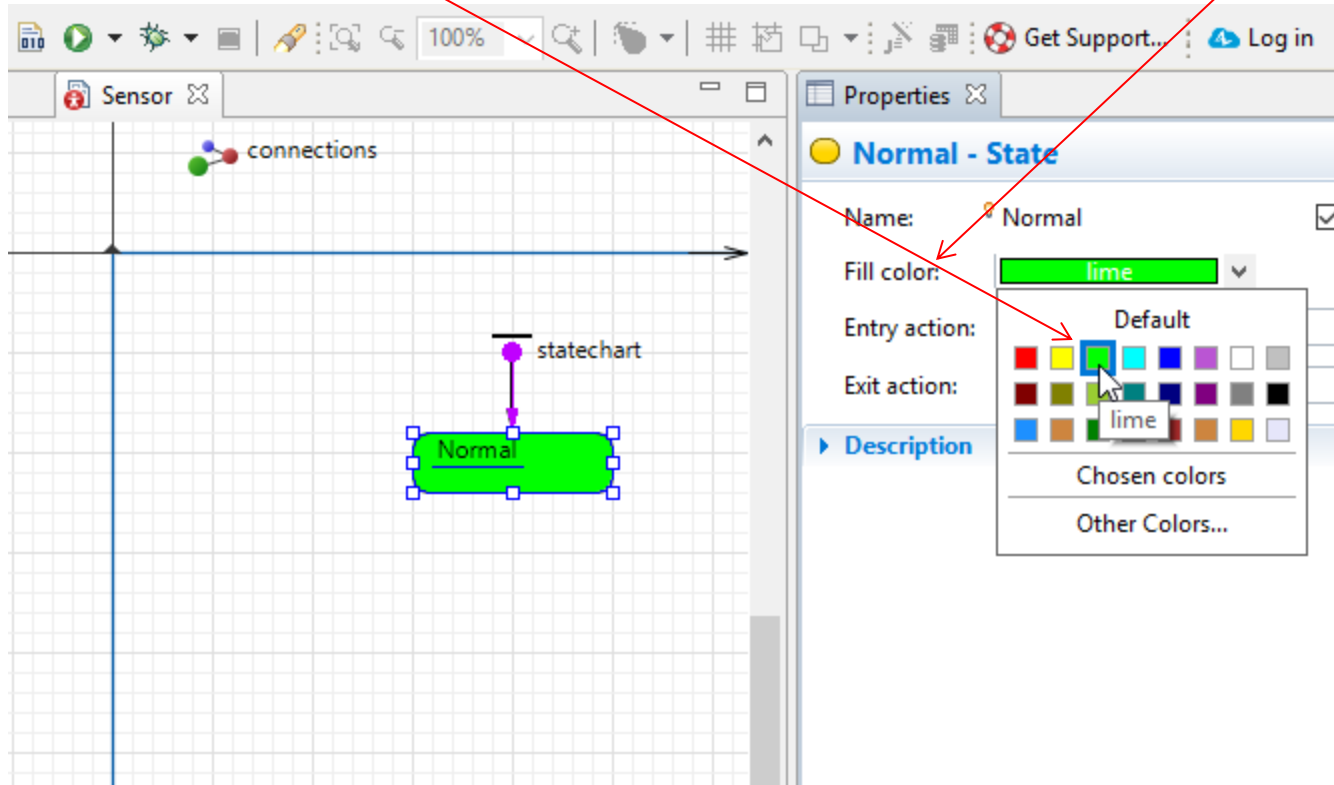 010
100%
Get Support...
Log in
Sensor
Properties
connections
Normal - State
Name:
Normal
Fill color:
lime
statechart
Entry action:
Default
Exit action:
lime
Normal
Description
Chosen colors
Other Colors...